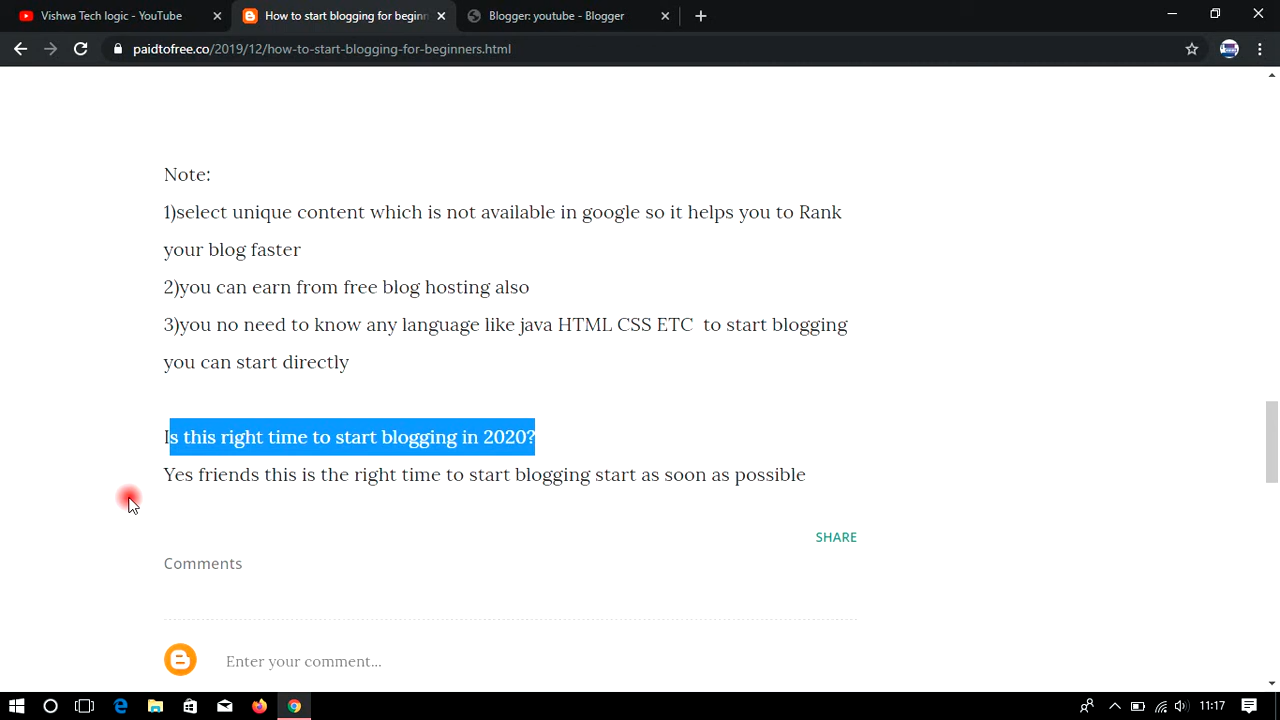 Vishwa Tech logic - YouTube
How to start blogging for beginn
Blogger: youtube - Blogger
paidtofree.co/2019/12/how-to-start-blogging-for-beginners.html
Note:
1)select unique content which is not available in google so it helps you to Rank
your blog faster
2)you can earn from free blog hosting also
3)you no need to know any language like java HTML CSS ETC  to start blogging
you can start directly
Is this right time to start blogging in 2020?
Yes friends this is the right time to start blogging start as soon as possible
SHARE
Comments
Enter your comment...
11:17